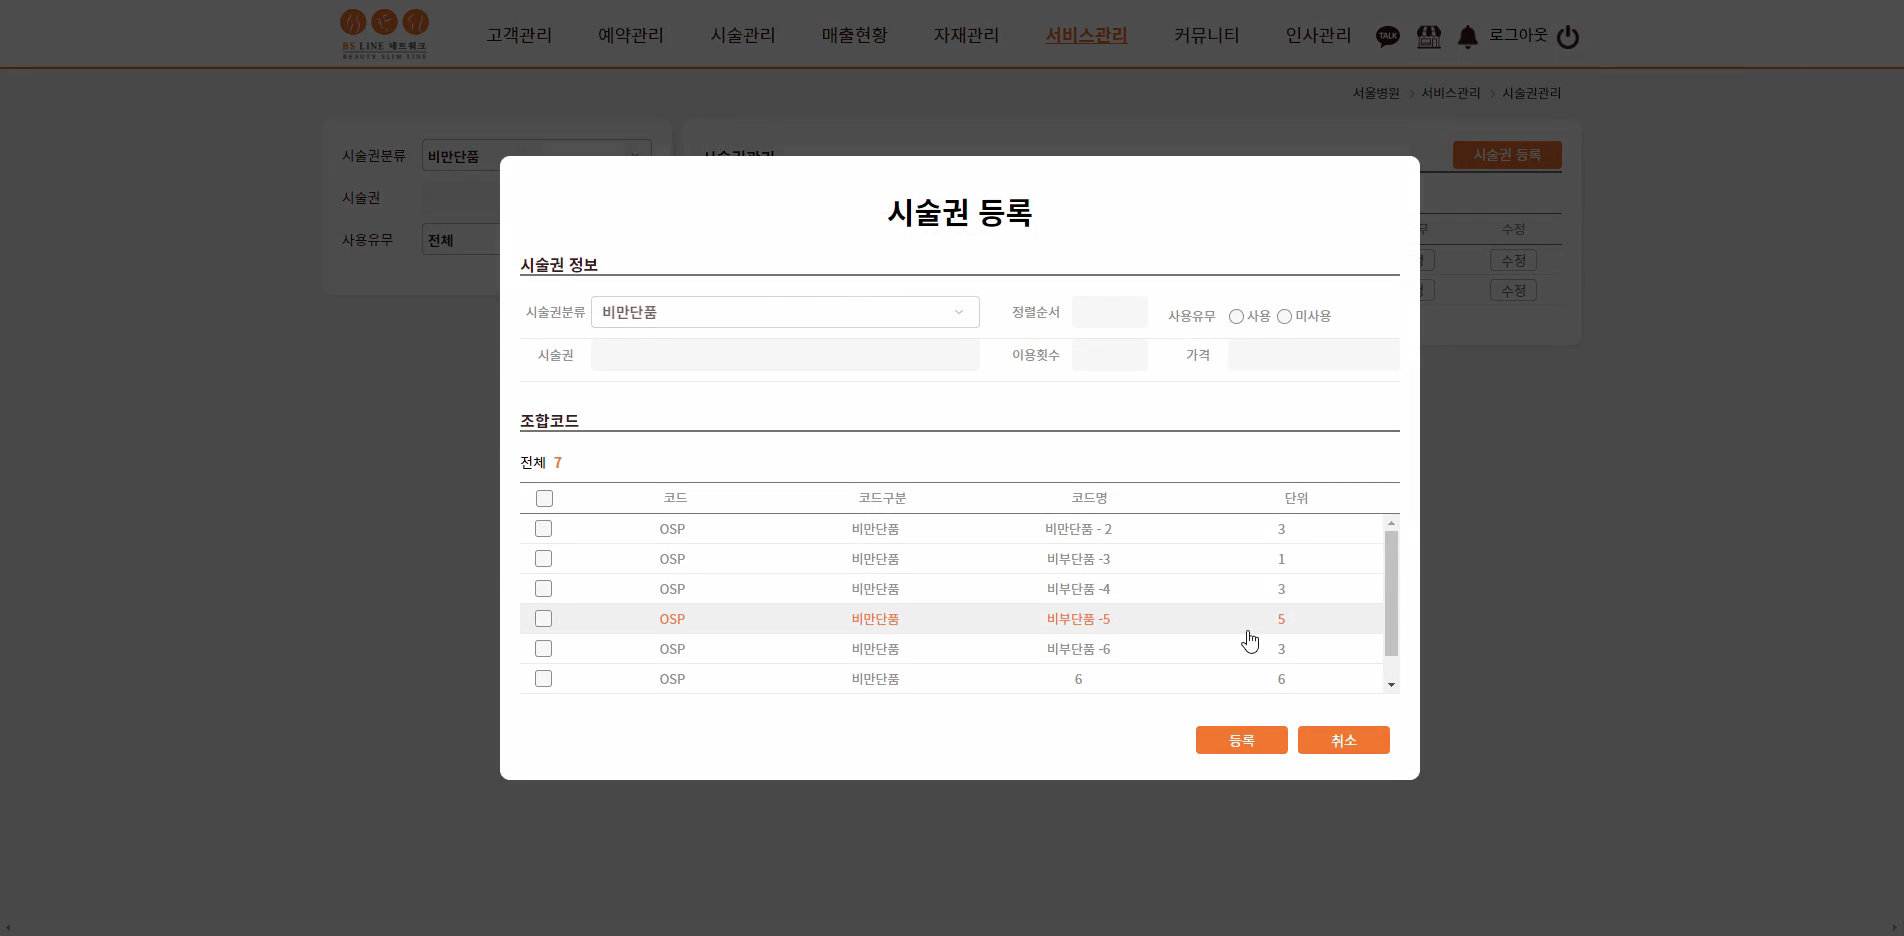 BS LINE 네트워크
BEAUTY SLIM LINE
고객관리 예약관리 시술관리 매출현황 자재관리 서비스관리 커뮤니티 인사관리 TALK 로그아웃
서울병원 > 서비스관리 > 시술권관리
시술권분류 비만단품
시술권
사용유무 전체
시술권관리
시술권 등록
수정
수정
수정
시술권 등록
시술권 정보
시술권분류 비만단품 정렬순서 사용유무 사용 미사용
시술권 이용횟수 가격
조합코드
전체 7
코드 코드구분 코드명 단위
OSP 비만단품 비만단품 - 2 3
OSP 비만단품 비부단품 -3 1
OSP 비만단품 비부단품 -4 3
OSP 비만단품 비부단품 -5 5
OSP 비만단품 비부단품 -6 3
OSP 비만단품 6 6
등록 취소